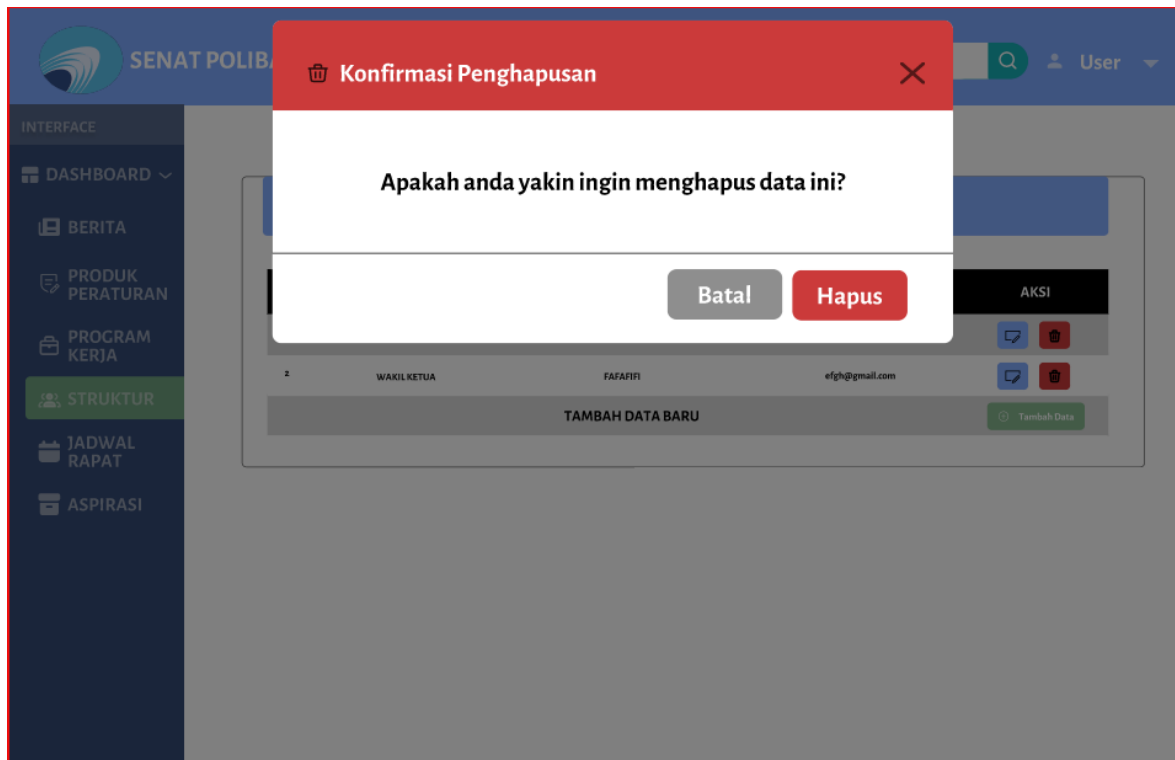 SENAT POLIBA
User
Konfirmasi Penghapusan
Apakah anda yakin ingin menghapus data ini?
Batal
Hapus
INTERFACE
DASHBOARD
BERITA
PRODUK
PERATURAN
PROGRAM
KERJA
STRUKTUR
JADWAL
RAPAT
ASPIRASI
AKSI
2 WAKIL KETUA FAFAFIFI efgh@gmail.com
TAMBAH DATA BARU Tambah Data